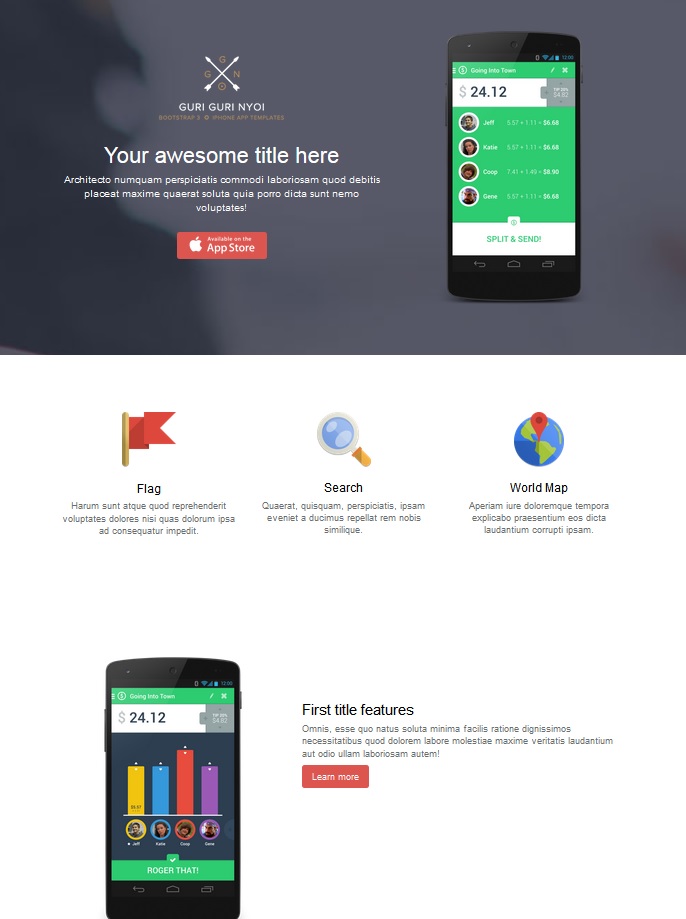 G
G N
GURI GURI NYOI
BOOTSTRAP 3 IPHONE APP TEMPLATES
Your awesome title here
Architecto numquam perspiciatis commodi laboriosam quod debitis
placeat maxime quaerat soluta quia porro dicta sunt nemo
voluptates!
Available on the
App Store
12:00
Going Into Town
$ 24.12
TIP 20%
$4.82
Jeff 5.57 + 1.11 = $6.68
Katie 5.57 + 1.11 = $6.68
Coop 7.41 + 1.49 = $8.90
Gene 5.57 + 1.11 = $6.68
SPLIT & SEND!
Flag
Harum sunt atque quod reprehenderit
voluptates dolores nisi quas dolorum ipsa
ad consequatur impedit.
Search
Quaerat, quisquam, perspiciatis, ipsam
eveniet a ducimus repellat rem nobis
similique.
World Map
Aperiam iure doloremque tempora
explicabo praesentium eos dicta
laudantium corrupti ipsam.
12:00
Going Into Town
$ 24.12
TIP 20%
$4.82
$6.67
Jeff Katie Coop Gene
ROGER THAT!
First title features
Omnis, esse quo natus soluta minima facilis ratione dignissimos
necessitatibus quod dolorem labore molestiae maxime veritatis laudantium
aut odio ullam laboriosam autem!
Learn more